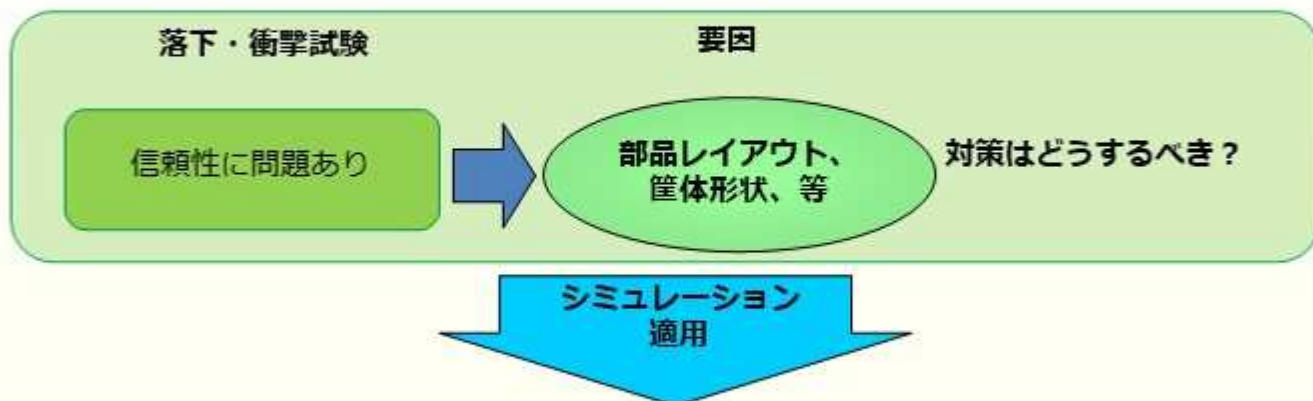 落下・衝撃試験
要因
信頼性に問題あり
部品レイアウト、
筐体形状、等
対策はどうするべき？
シミュレーション
適用